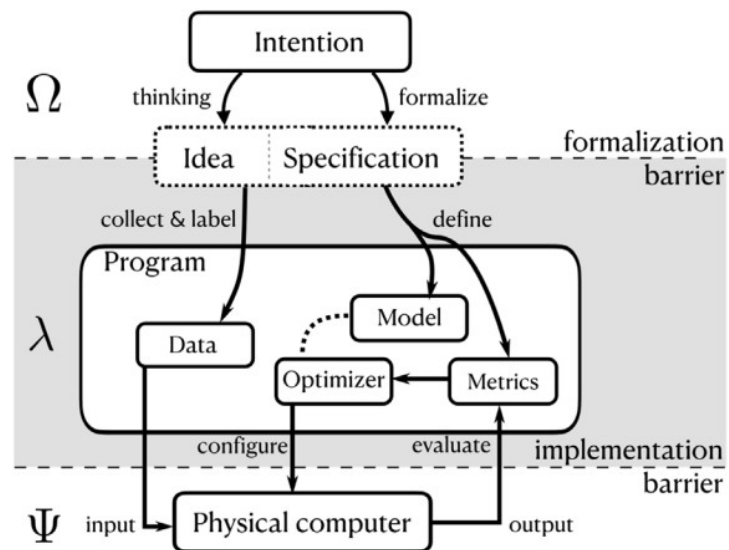 Intention
Ω
thinking
formalize
Idea
Specification
formalization
barrier
collect & label
define
Program
λ
Model
Data
Optimizer
Metrics
configure
evaluate
implementation
barrier
Ψ
input
Physical computer
output